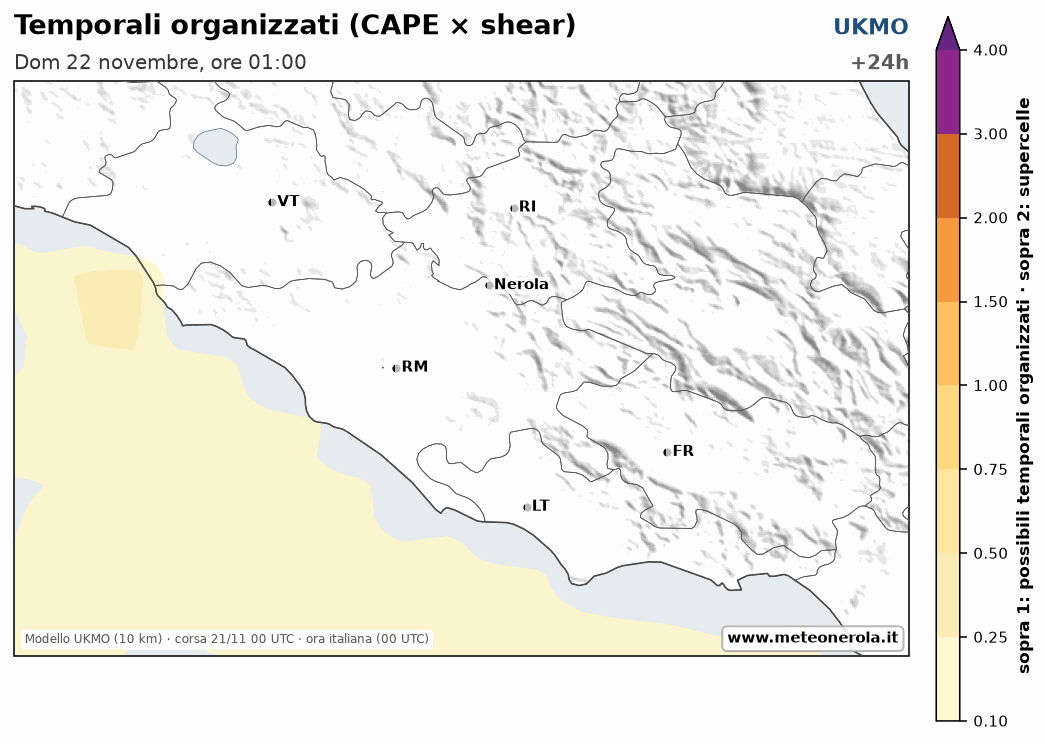 Temporali organizzati (CAPE × shear)
UKMO
Dom 22 novembre, ore 01:00
+24h
VT
RI
Nerola
RM
FR
LT
Modello UKMO (10 km) · corsa 21/11 00 UTC · ora italiana (00 UTC)
www.meteonerola.it
4.00
3.00
2.00
1.50
1.00
0.75
0.50
0.25
0.10
sopra 1: possibili temporali organizzati · sopra 2: supercelle